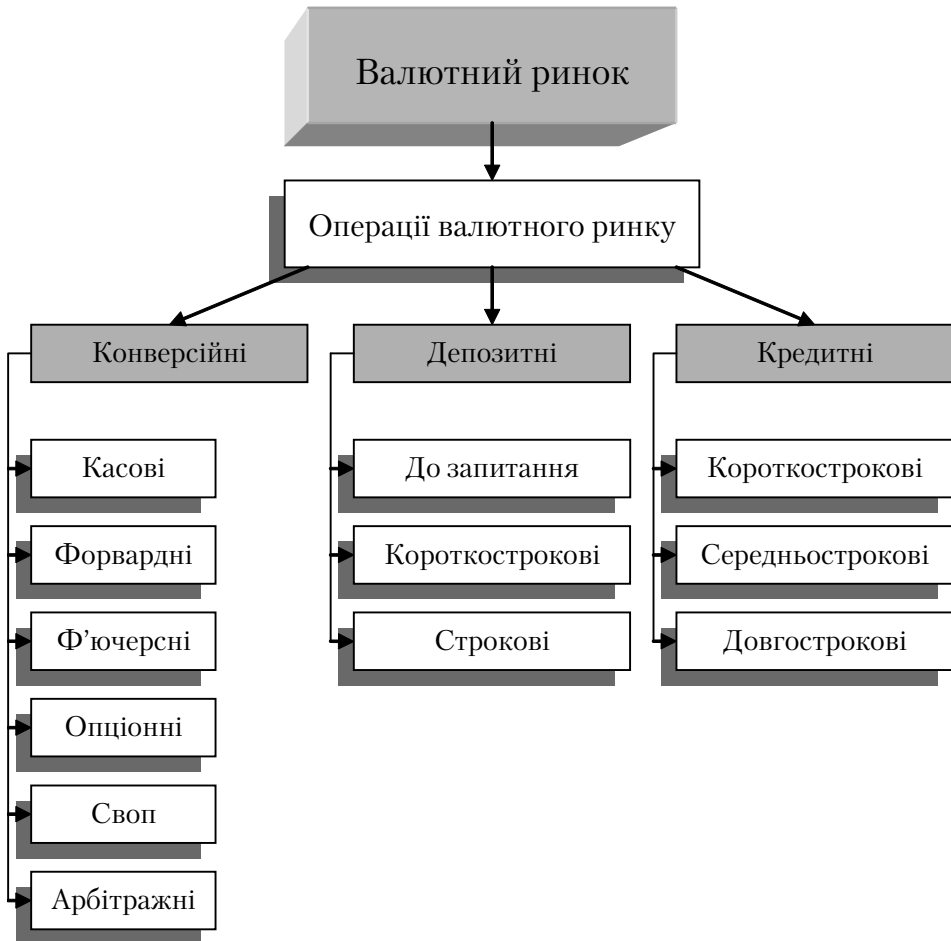 Валютний ринок
Операції валютного ринку
Конверсійні
Депозитні
Кредитні
Касові
До запитання
Короткострокові
Форвардні
Короткострокові
Середньострокові
Ф’ючерсні
Строкові
Довгострокові
Опціонні
Своп
Арбітражні